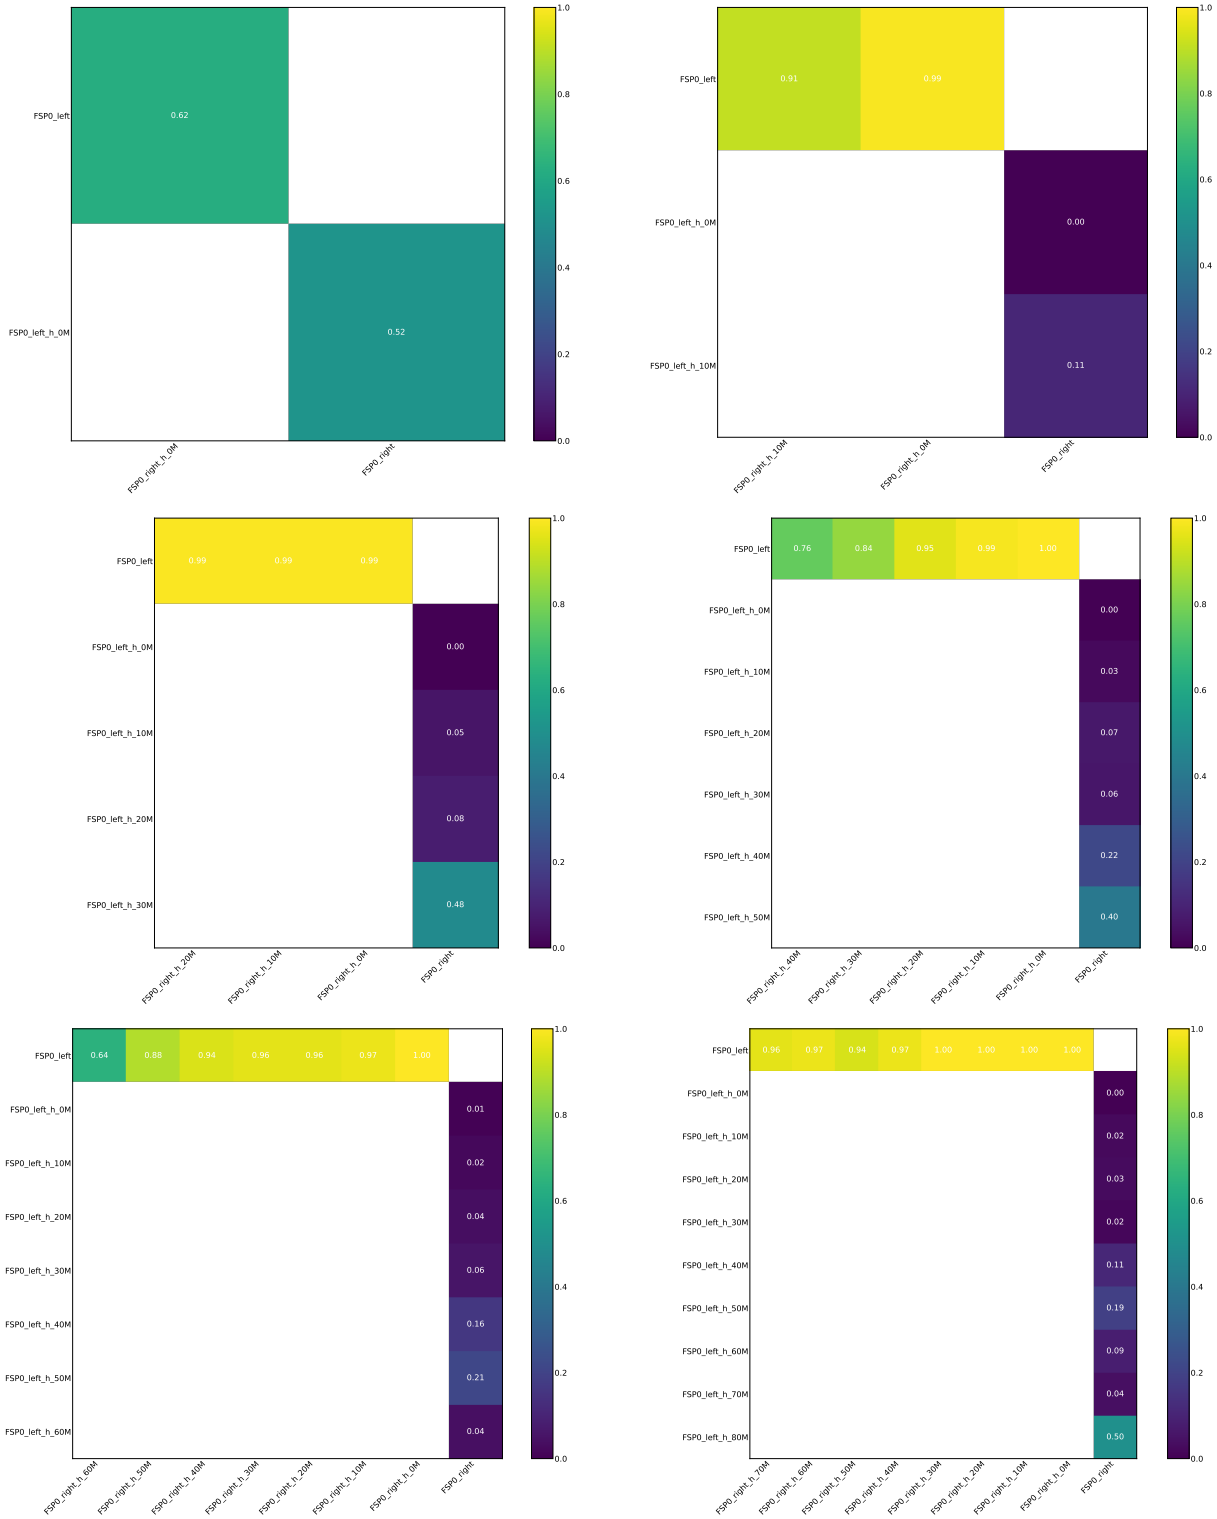 1.0
0.8
0.6
0.4
0.2
0.0
FSP0_left
FSP0_left_h_0M
0.62
0.52
FSP0_right_h_0M
FSP0_right
1.0
0.8
0.6
0.4
0.2
0.0
FSP0_left
FSP0_left_h_0M
FSP0_left_h_10M
0.91 0.99
0.00
0.11
FSP0_right_h_10M
FSP0_right_h_0M
FSP0_right
1.0
0.8
0.6
0.4
0.2
0.0
FSP0_left
FSP0_left_h_0M
FSP0_left_h_10M
FSP0_left_h_20M
FSP0_left_h_30M
0.99 0.99 0.99
0.00
0.05
0.08
0.48
FSP0_right_h_20M
FSP0_right_h_10M
FSP0_right_h_0M
FSP0_right
1.0
0.8
0.6
0.4
0.2
0.0
FSP0_left
FSP0_left_h_0M
FSP0_left_h_10M
FSP0_left_h_20M
FSP0_left_h_30M
FSP0_left_h_40M
FSP0_left_h_50M
0.76 0.84 0.95 0.99 1.00
0.00
0.03
0.07
0.06
0.22
0.40
FSP0_right_h_40M
FSP0_right_h_30M
FSP0_right_h_20M
FSP0_right_h_10M
FSP0_right_h_0M
FSP0_right
1.0
0.8
0.6
0.4
0.2
0.0
FSP0_left
FSP0_left_h_0M
FSP0_left_h_10M
FSP0_left_h_20M
FSP0_left_h_30M
FSP0_left_h_40M
FSP0_left_h_50M
FSP0_left_h_60M
0.64 0.88 0.94 0.96 0.96 0.97 1.00
0.01
0.02
0.04
0.06
0.16
0.21
0.04
FSP0_right_h_60M
FSP0_right_h_50M
FSP0_right_h_40M
FSP0_right_h_30M
FSP0_right_h_20M
FSP0_right_h_10M
FSP0_right_h_0M
FSP0_right
1.0
0.8
0.6
0.4
0.2
0.0
FSP0_left
FSP0_left_h_0M
FSP0_left_h_10M
FSP0_left_h_20M
FSP0_left_h_30M
FSP0_left_h_40M
FSP0_left_h_50M
FSP0_left_h_60M
FSP0_left_h_70M
FSP0_left_h_80M
0.96 0.97 0.94 0.97 1.00 1.00 1.00 1.00
0.00
0.02
0.03
0.02
0.11
0.19
0.09
0.04
0.50
FSP0_right_h_70M
FSP0_right_h_60M
FSP0_right_h_50M
FSP0_right_h_40M
FSP0_right_h_30M
FSP0_right_h_20M
FSP0_right_h_10M
FSP0_right_h_0M
FSP0_right